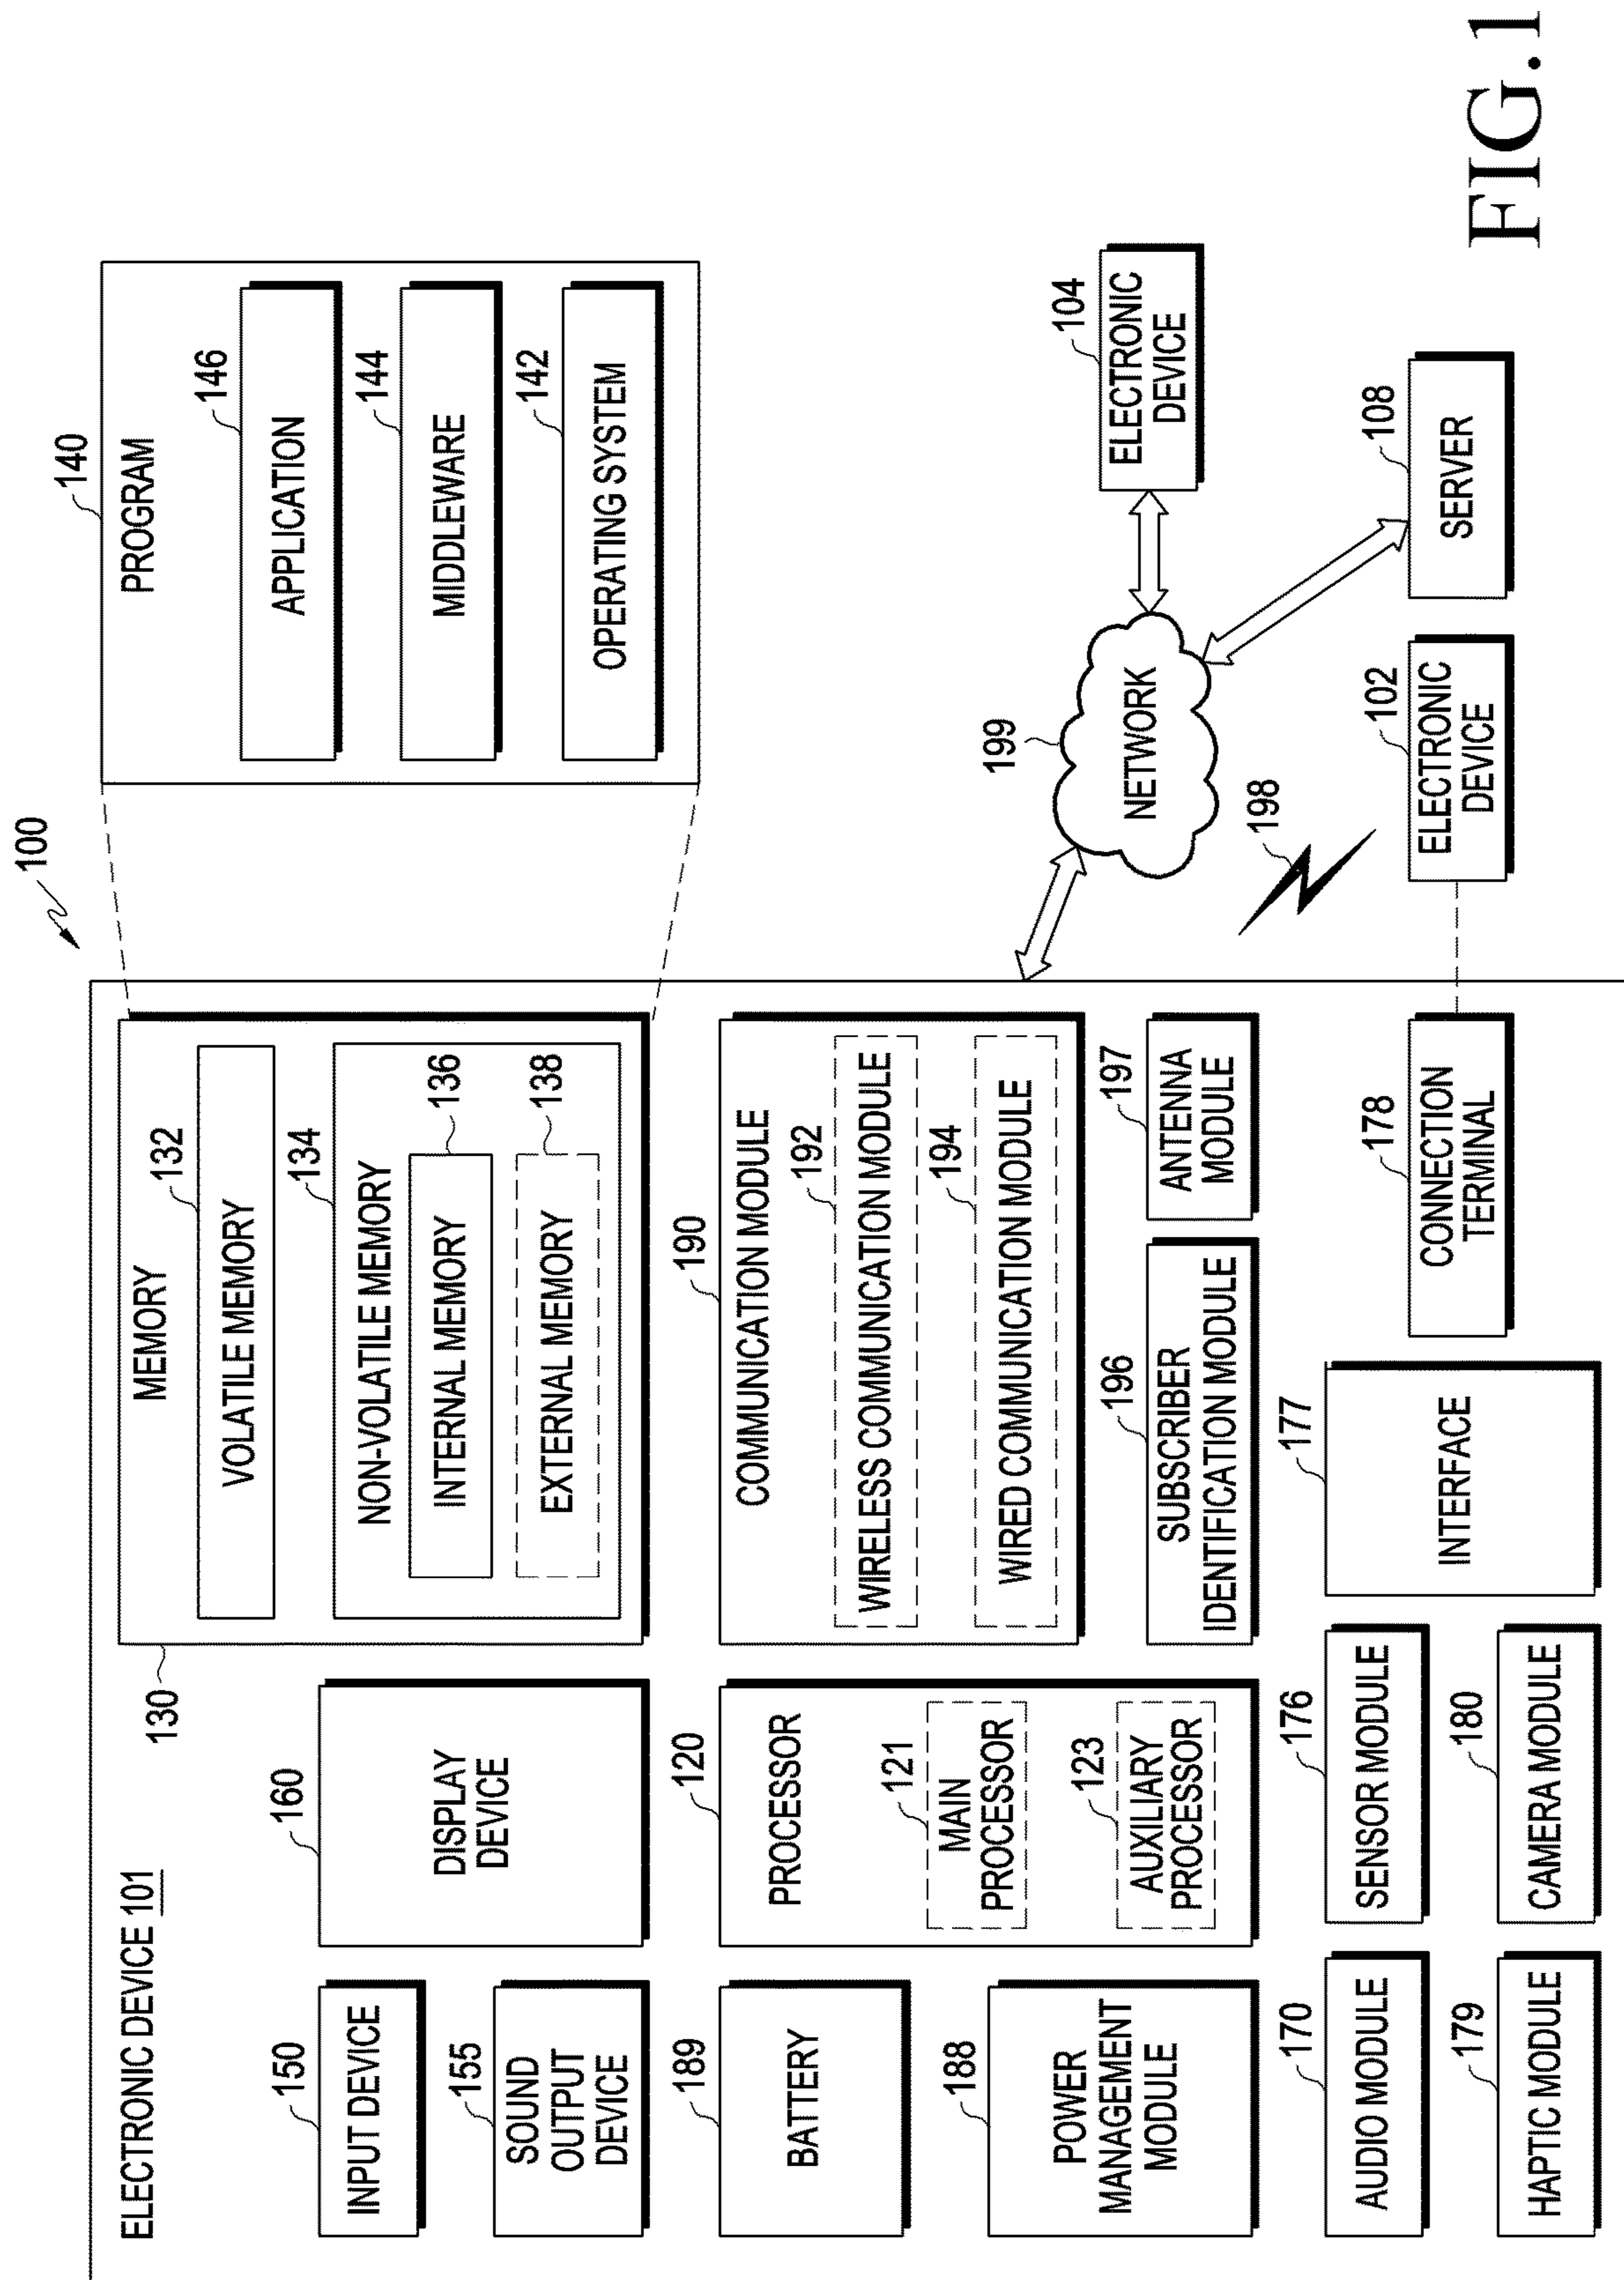 100
ELECTRONIC DEVICE 101
150
INPUT DEVICE
155
SOUND
OUTPUT
DEVICE
160
DISPLAY
DEVICE
130
MEMORY
132
VOLATILE MEMORY
134
NON-VOLATILE MEMORY
136
INTERNAL MEMORY
138
EXTERNAL MEMORY
140
PROGRAM
146
APPLICATION
144
MIDDLEWARE
142
OPERATING SYSTEM
189
BATTERY
188
POWER
MANAGEMENT
MODULE
120
PROCESSOR
121
MAIN
PROCESSOR
123
AUXILIARY
PROCESSOR
190
COMMUNICATION MODULE
192
WIRELESS COMMUNICATION MODULE
194
WIRED COMMUNICATION MODULE
196
SUBSCRIBER
IDENTIFICATION MODULE
197
ANTENNA
MODULE
199
NETWORK
104
ELECTRONIC
DEVICE
198
170
AUDIO MODULE
176
SENSOR MODULE
177
INTERFACE
178
CONNECTION
TERMINAL
102
ELECTRONIC
DEVICE
108
SERVER
179
HAPTIC MODULE
180
CAMERA MODULE
FIG.1